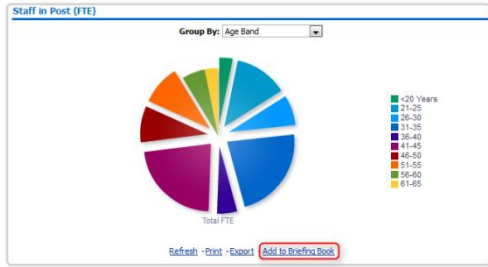 Staff in Post (FTE)
Group By: Age Band
<20 Years
21-25
26-30
31-35
36-40
41-45
46-50
51-55
56-60
61-65
Total FTE
Refresh - Print - Export - Add to Briefing Book